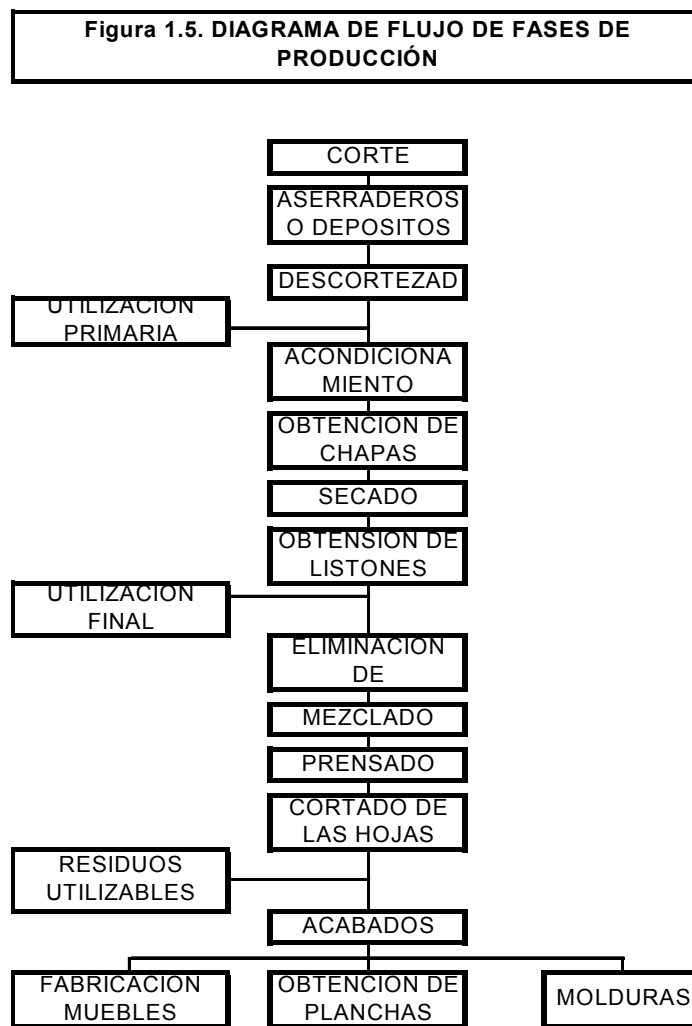 Figura 1.5. DIAGRAMA DE FLUJO DE FASES DE
PRODUCCIÓN
CORTE
ASERRADEROS
O DEPOSITOS
DESCORTEZAD
UTILIZACION
PRIMARIA
ACONDICIONA
MIENTO
OBTENCION DE
CHAPAS
SECADO
OBTENSION DE
LISTONES
UTILIZACION
FINAL
ELIMINACION
DE
MEZCLADO
PRENSADO
CORTADO DE
LAS HOJAS
RESIDUOS
UTILIZABLES
ACABADOS
FABRICACION
MUEBLES
OBTENCION DE
PLANCHAS
MOLDURAS